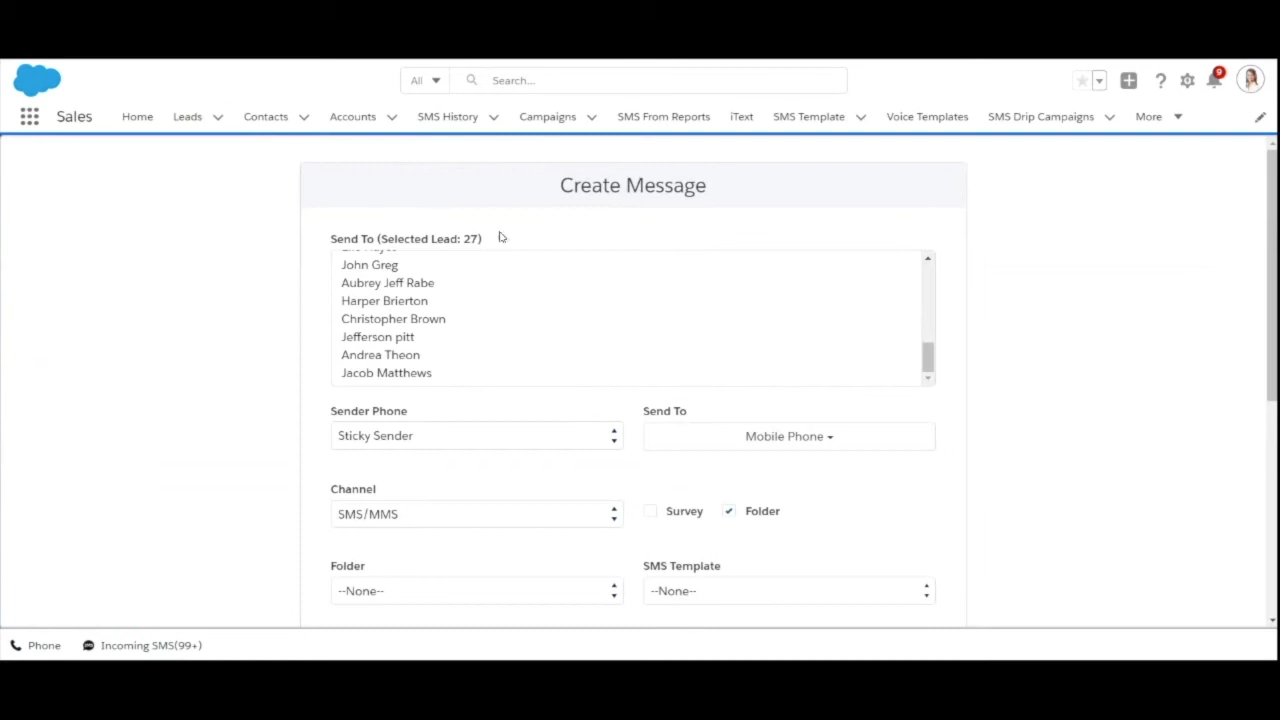 All
Search...
9
Sales
Home
Leads
Contacts
Accounts
SMS History
Campaigns
SMS From Reports
iText
SMS Template
Voice Templates
SMS Drip Campaigns
More
Create Message
Send To (Selected Lead: 27)
John Greg
Aubrey Jeff Rabe
Harper Brierton
Christopher Brown
Jefferson pitt
Andrea Theon
Jacob Matthews
Sender Phone
Send To
Sticky Sender
Mobile Phone
Channel
SMS/MMS
Survey
Folder
Folder
SMS Template
--None--
--None--
Phone
Incoming SMS(99+)